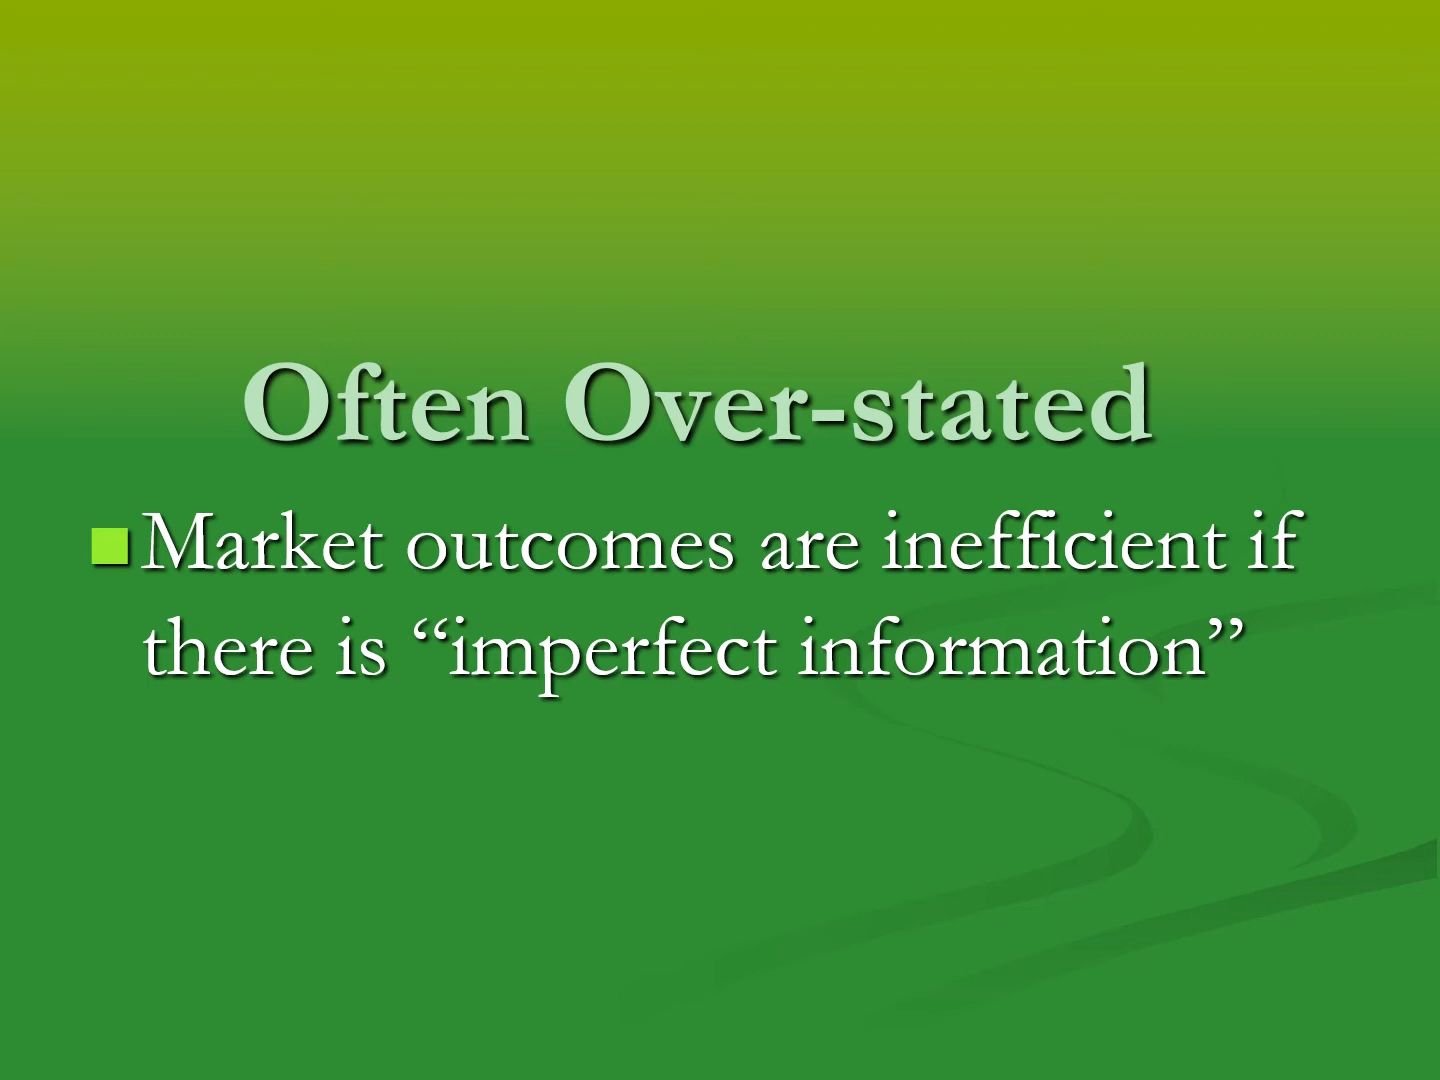 Often Over-stated
Market outcomes are inefficient if
there is “imperfect information”